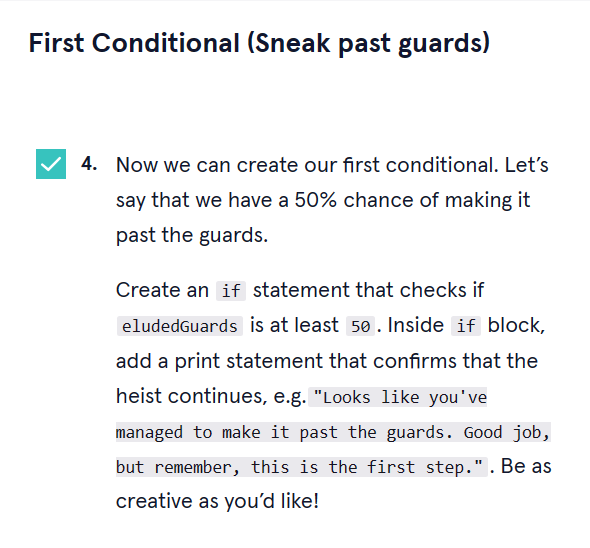 First Conditional (Sneak past guards)
4. Now we can create our first conditional. Let’s
say that we have a 50% chance of making it
past the guards.
Create an if statement that checks if
eludedGuards is at least 50. Inside if block,
add a print statement that confirms that the
heist continues, e.g. "Looks like you've
managed to make it past the guards. Good job,
but remember, this is the first step.". Be as
creative as you’d like!